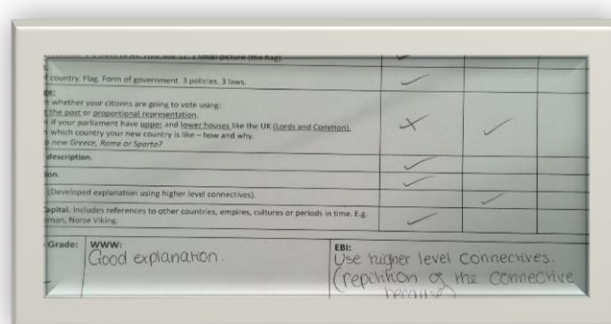 country. Flag. Form of government. 3 policies. 3 laws.
whether your citizens are going to vote using:
the post or proportional representation.
if your parliament have upper and lower houses like the UK (Lords and Common).
which country your new country is like – how and why.
new Greece, Rome or Sparta?
description.
(Developed explanation using higher level connectives).
Capital. Includes references to other countries, empires, cultures or periods in time. E.g.
Norse Viking.
Grade:
WWW:
Good explanation.
EBI:
Use higher level connectives.
(repitition of the connective